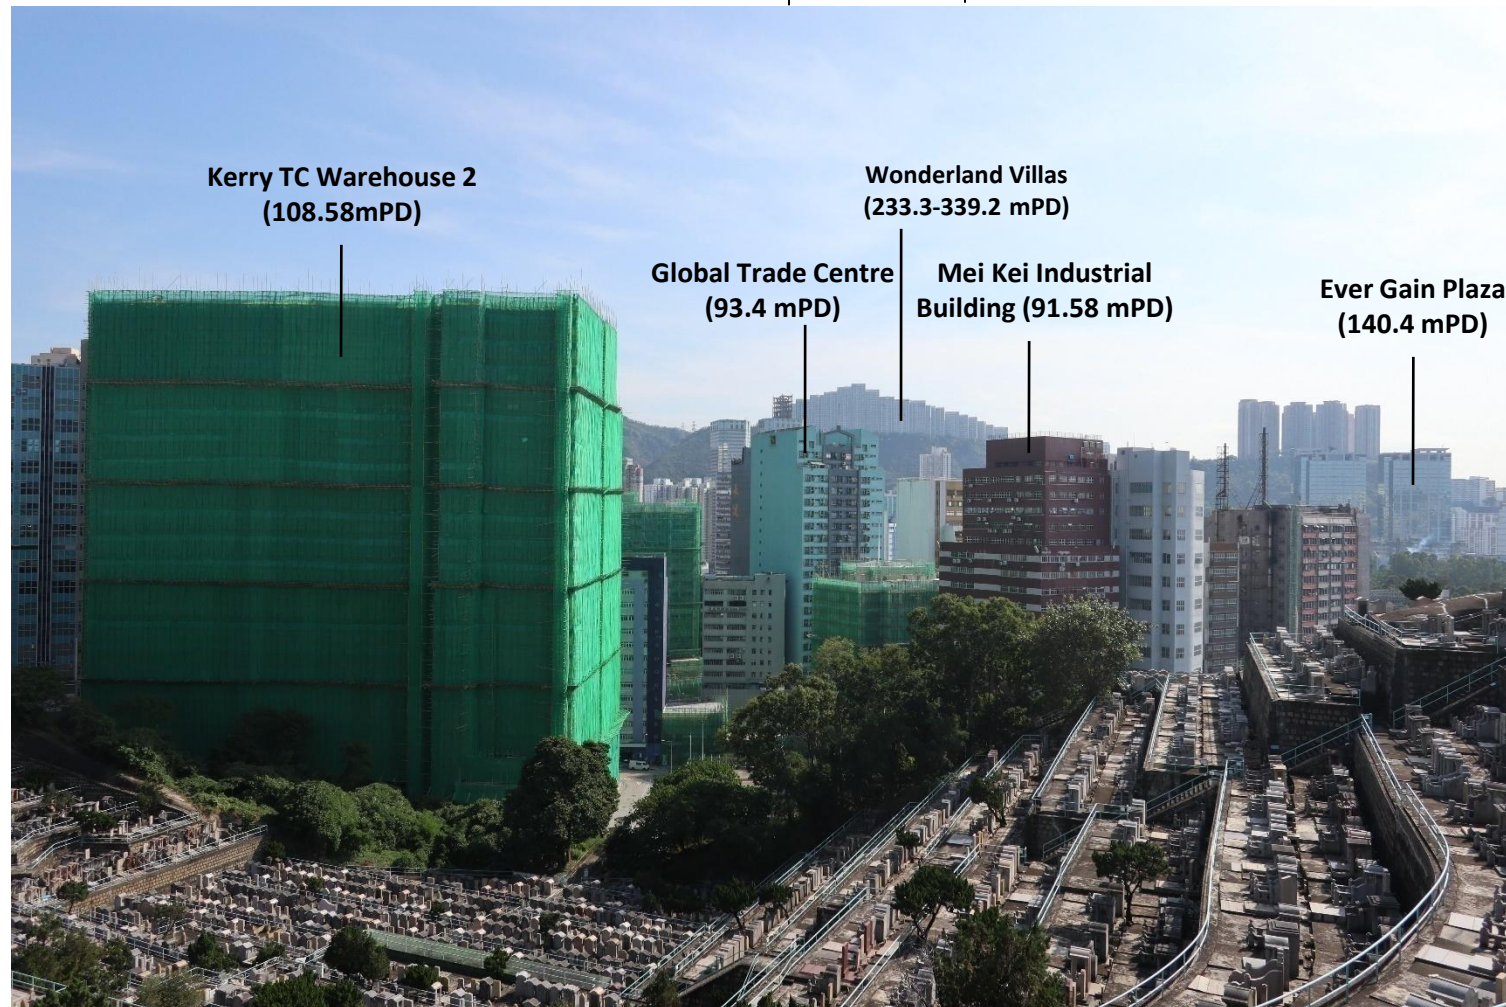 Kerry TC Warehouse 2
(108.58mPD)
Wonderland Villas
(233.3-339.2 mPD)
Global Trade Centre
(93.4 mPD)
Mei Kei Industrial
Building (91.58 mPD)
Ever Gain Plaza
(140.4 mPD)